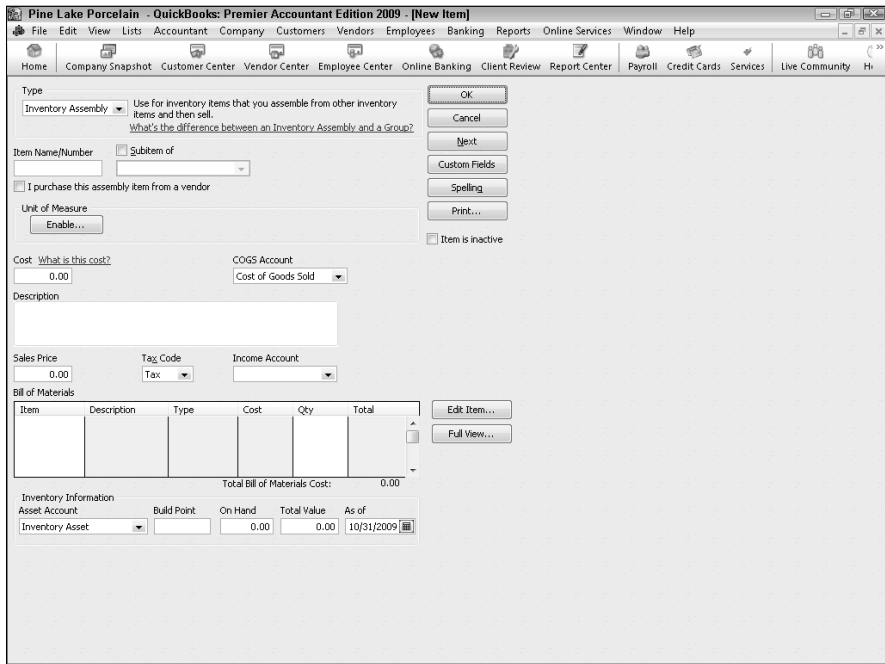 Pine Lake Porcelain - QuickBooks: Premier Accountant Edition 2009 - [New Item]
File Edit View Lists Accountant Company Customers Vendors Employees Banking Reports Online Services Window Help
Home Company Snapshot Customer Center Vendor Center Employee Center Online Banking Client Review Report Center Payroll Credit Cards Services Live Community
Type
Inventory Assembly
Use for inventory items that you assemble from other inventory
items and then sell.
What's the difference between an Inventory Assembly and a Group?
OK
Cancel
Next
Custom Fields
Spelling
Print...
Item is inactive
Item Name/Number
Subitem of
I purchase this assembly item from a vendor
Unit of Measure
Enable...
Cost What is this cost? COGS Account
0.00 Cost of Goods Sold
Description
Sales Price Tax Code Income Account
0.00 Tax
Bill of Materials
Item Description Type Cost Qty Total
Edit Item...
Full View...
Total Bill of Materials Cost: 0.00
Inventory Information
Asset Account Build Point On Hand Total Value As of
Inventory Asset 0.00 0.00 10/31/2009